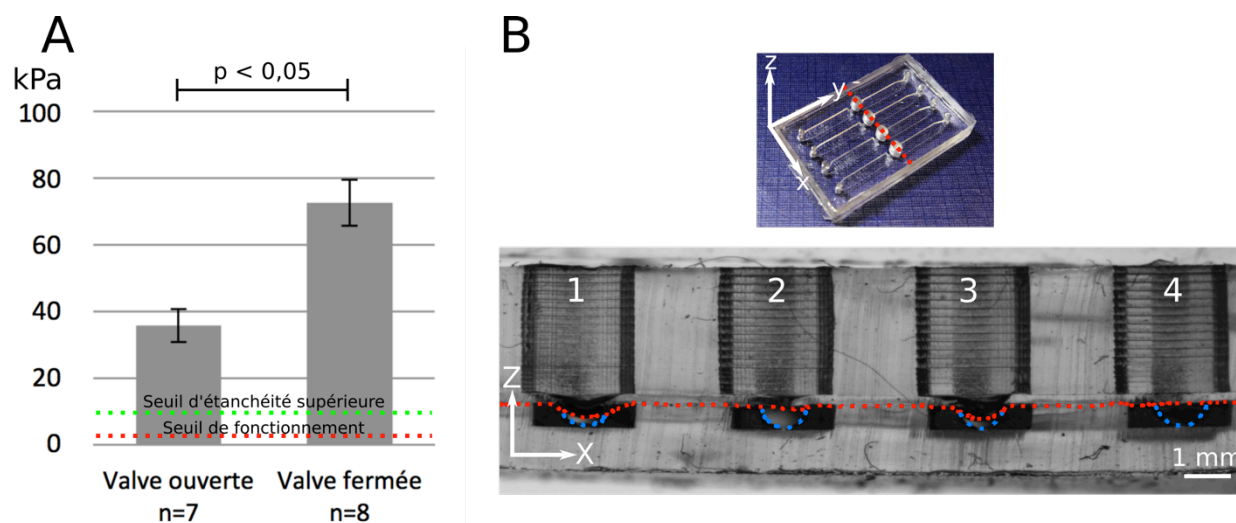 A
kPa
p < 0,05
100
80
60
40
20
0
Seuil d'étanchéité supérieure
Seuil de fonctionnement
Valve ouverte
n=7
Valve fermée
n=8
B
z
y
x
1
2
3
4
Z
X
1 mm